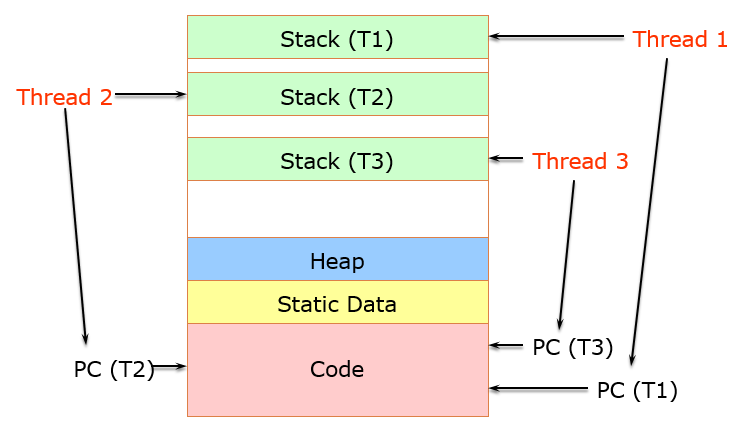 Stack (T1)
Thread 1
Thread 2
Stack (T2)
Stack (T3)
Thread 3
Heap
Static Data
PC (T3)
PC (T2)
Code
PC (T1)